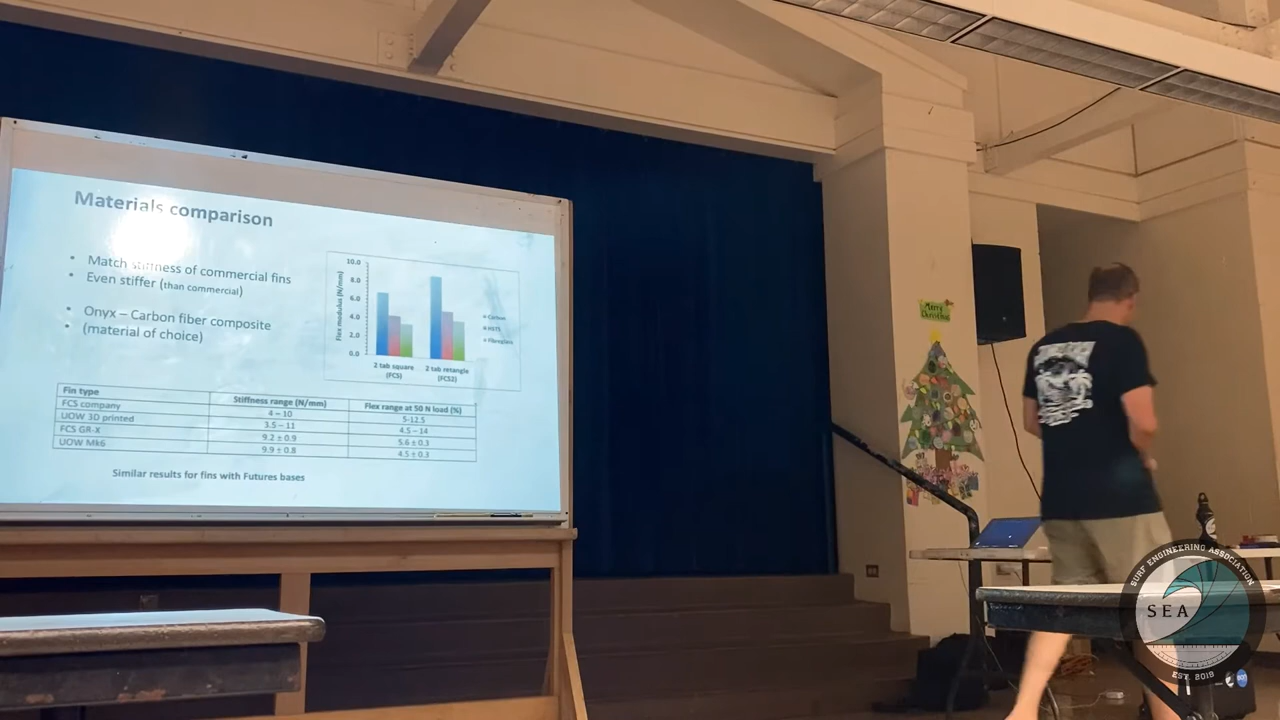 Materials comparison
• Match stiffness of commercial fins
• Even stiffer (than commercial)
• Onyx – Carbon fiber composite
• (material of choice)
Flex modulus (N/mm)
10.0
8.0
6.0
4.0
2.0
0.0
2 tab square (FCS)
2 tab retangle (FCS2)
Carbon
HSTS
Fibreglass
Fin type Stiffness range (N/mm) Flex range at 50 N load (%)
FCS company 4 – 10 5-12.5
UOW 3D printed 3.5 – 11 4.5 – 14
FCS GR-X 9.2 ± 0.9 5.6 ± 0.3
UOW Mk6 9.9 ± 0.8 4.5 ± 0.3
Similar results for fins with Futures bases
Merry
Christmas
SURF ENGINEERING ASSOCIATION
SEA
EST. 2019